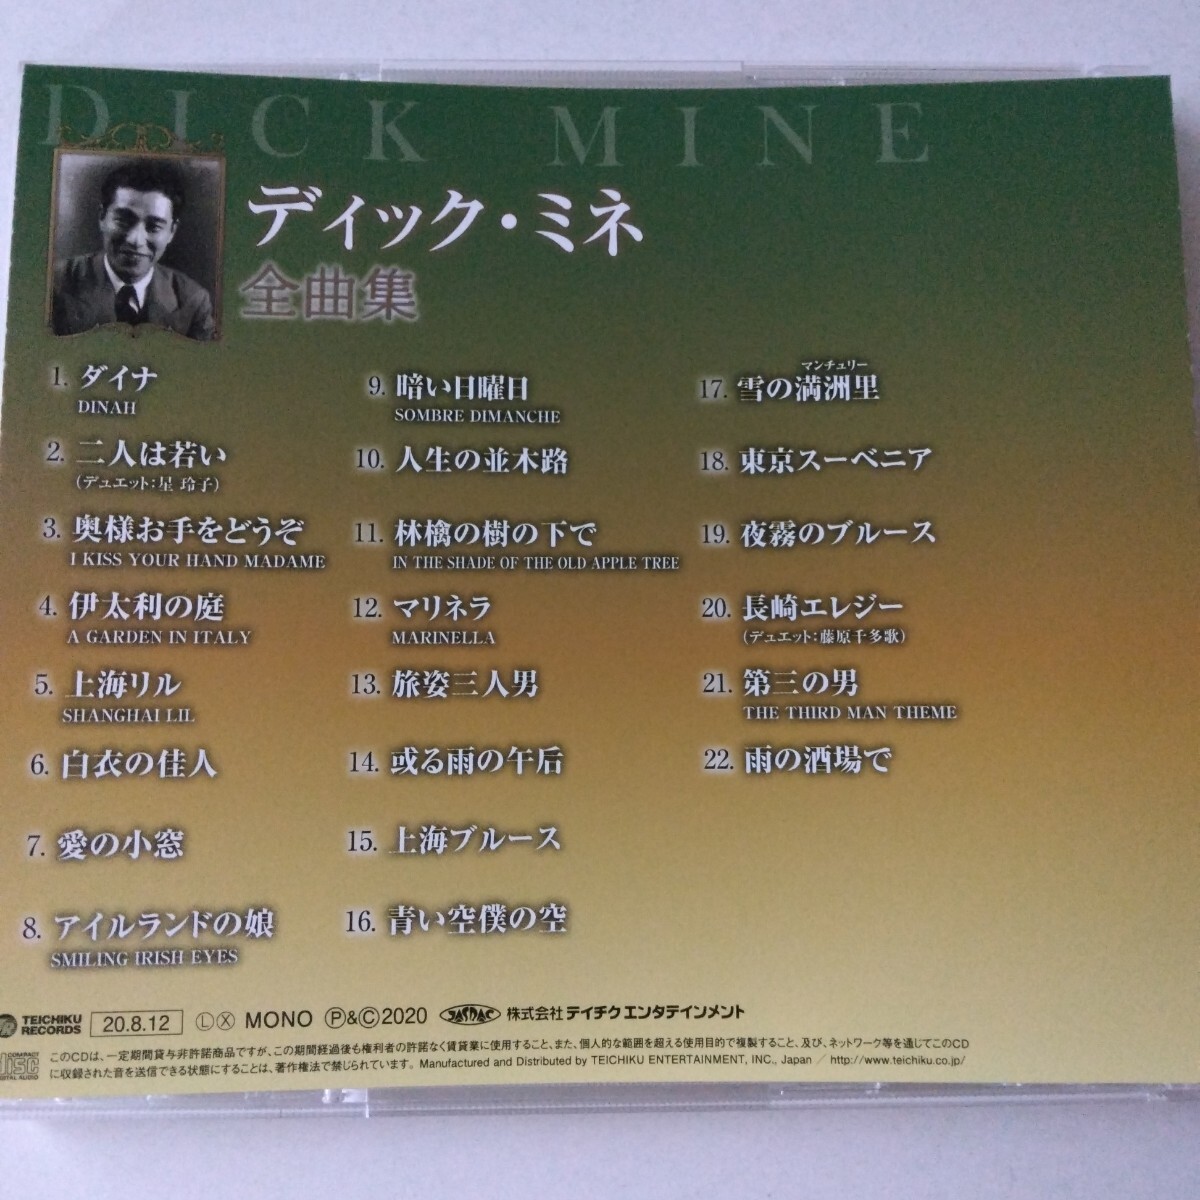 DICK MINE
ディック・ミネ
全曲集
1. ダイナ
DINAH
2. 二人は若い
(デュエット:星 玲子)
3. 奥様お手をどうぞ
I KISS YOUR HAND MADAME
4. 伊太利の庭
A GARDEN IN ITALY
5. 上海リル
SHANGHAI LIL
6. 白衣の佳人
7. 愛の小窓
8. アイルランドの娘
SMILING IRISH EYES
9. 暗い日曜日
SOMBRE DIMANCHE
10. 人生の並木路
11. 林檎の樹の下で
IN THE SHADE OF THE OLD APPLE TREE
12. マリネラ
MARINELLA
13. 旅姿三人男
14. 或る雨の午后
15. 上海ブルース
16. 青い空僕の空
マンチュリー
17. 雪の満洲里
18. 東京スーベニア
19. 夜霧のブルース
20. 長崎エレジー
(デュエット:藤原千多歌)
21. 第三の男
THE THIRD MAN THEME
22. 雨の酒場で
TEICHIKU RECORDS 20.8.12 Ⓛ Ⓧ MONO Ⓟ&Ⓒ2020 JASRAC 株式会社テイチクエンタテインメント
COMPACT disc DIGITAL AUDIO
このCDは、一定期間貸与非許諾商品ですが、この期間経過後も権利者の許諾なく賃貸業に使用すること、また、個人的な範囲を超える使用目的で複製すること、及び、ネットワーク等を通じてこのCD
に収録された音を送信できる状態にすることは、著作権法で禁じられています。 Manufactured and Distributed by TEICHIKU ENTERTAINMENT, INC., Japan / http://www.teichiku.co.jp/